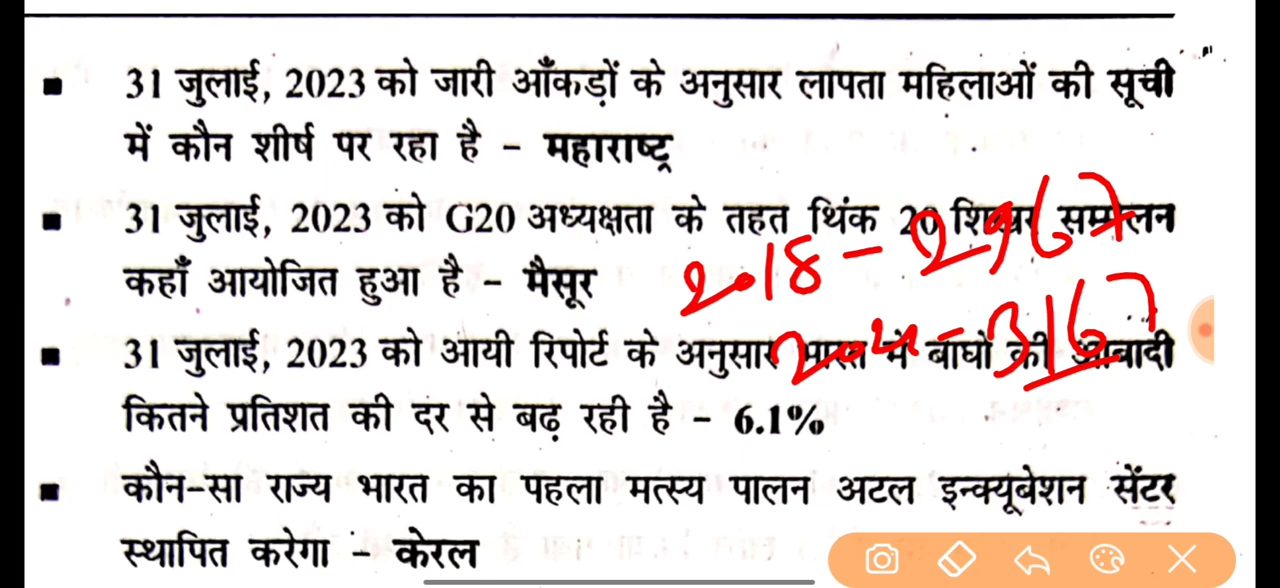 31 जुलाई, 2023 को जारी आँकड़ों के अनुसार लापता महिलाओं की सूची
में कौन शीर्ष पर रहा है - महाराष्ट्र
31 जुलाई, 2023 को G20 अध्यक्षता के तहत थिंक 20 शिखर सम्मेलन
कहाँ आयोजित हुआ है - मैसूर
2018 - 2967
31 जुलाई, 2023 को आयी रिपोर्ट के अनुसार भारत में बाघों की आबादी
3167
कितने प्रतिशत की दर से बढ़ रही है - 6.1%
कौन-सा राज्य भारत का पहला मत्स्य पालन अटल इन्क्यूबेशन सेंटर
स्थापित करेगा - केरल